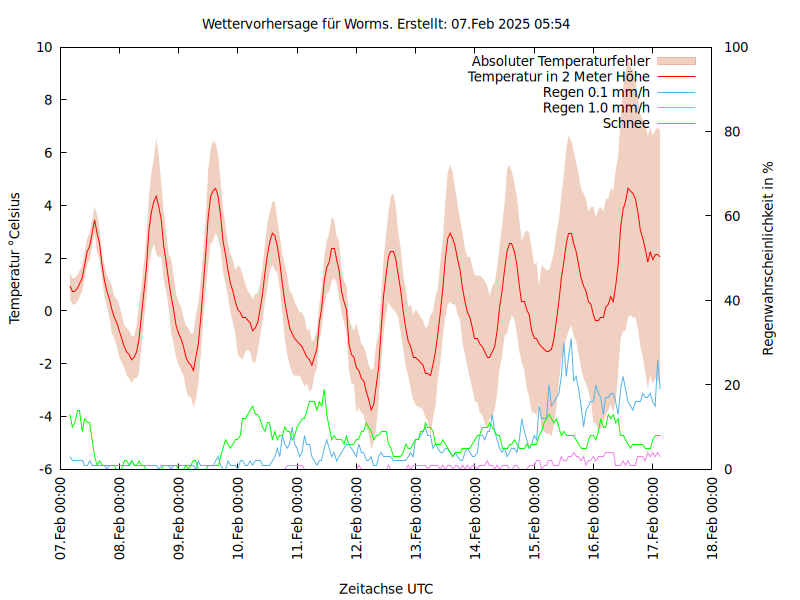 Wettervorhersage für Worms. Erstellt: 07.Feb 2025 05:54
10
8
6
4
2
0
-2
-4
-6
Temperatur °Celsius
100
80
60
40
20
0
Regenwahrscheinlichkeit in %
Absoluter Temperaturfehler
Temperatur in 2 Meter Höhe
Regen 0.1 mm/h
Regen 1.0 mm/h
Schnee
07.Feb 00:00
08.Feb 00:00
09.Feb 00:00
10.Feb 00:00
11.Feb 00:00
12.Feb 00:00
13.Feb 00:00
14.Feb 00:00
15.Feb 00:00
16.Feb 00:00
17.Feb 00:00
18.Feb 00:00
Zeitachse UTC